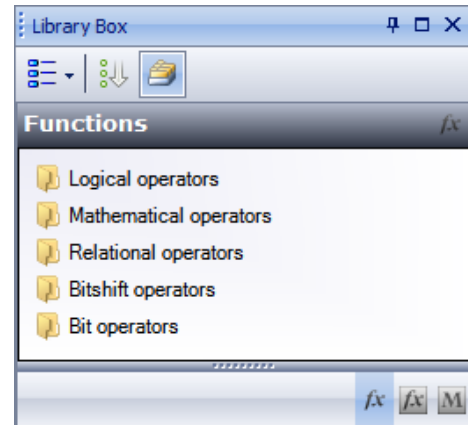 Library Box
Functions fx
Logical operators
Mathematical operators
Relational operators
Bitshift operators
Bit operators
fx fx M